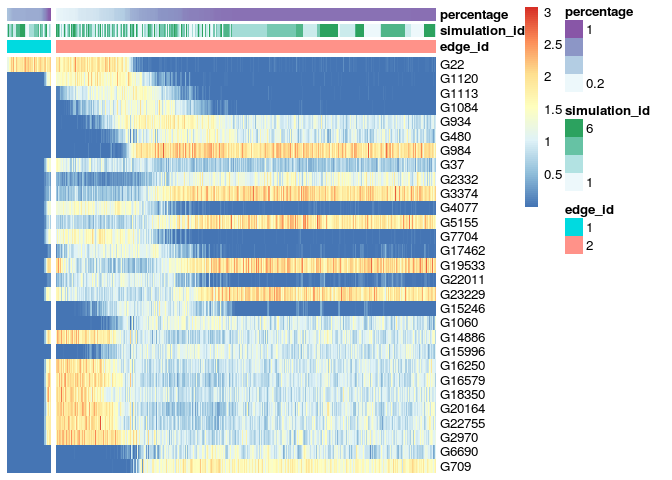 percentage
simulation_id
edge_id
G22
G1120
G1113
G1084
G934
G480
G984
G37
G2332
G3374
G4077
G5155
G7704
G17462
G19533
G22011
G23229
G15246
G1060
G14886
G15996
G16250
G16579
G18350
G20164
G22755
G2970
G6690
G709
3
2.5
2
1.5
1
0.5
percentage
1
0.2
simulation_id
6
1
edge_id
1
2